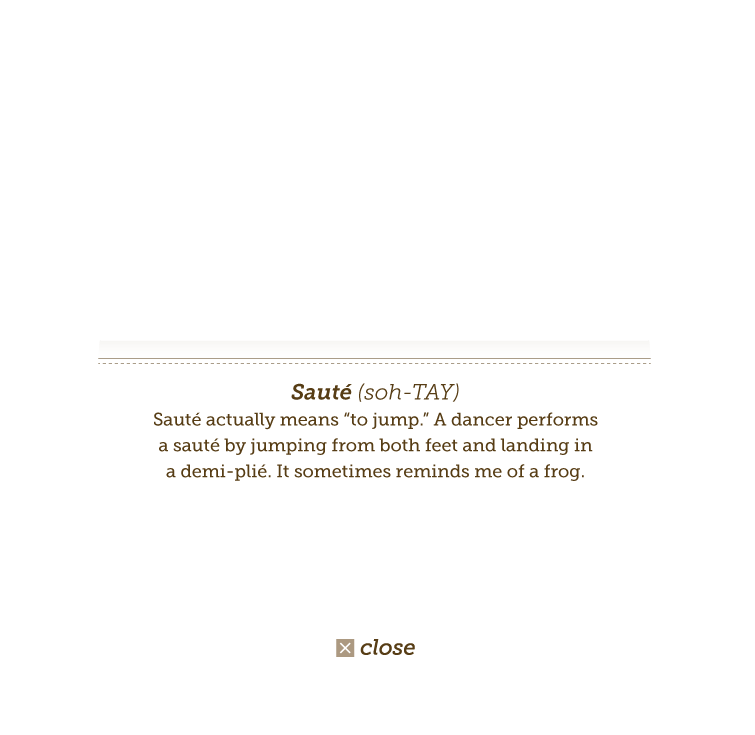 Sauté (soh-TAY)
Sauté actually means “to jump.” A dancer performs
a sauté by jumping from both feet and landing in
a demi-plié. It sometimes reminds me of a frog.
close